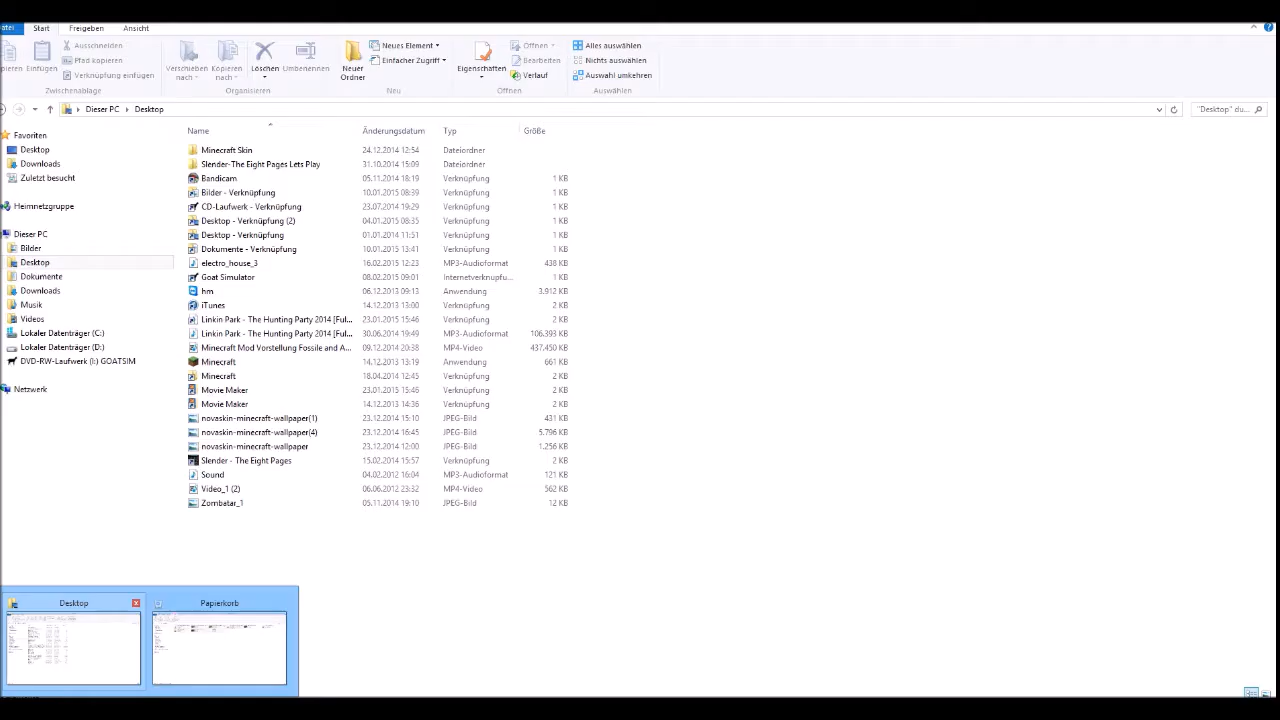 atei Start Freigeben Ansicht
Ausschneiden
Pfad kopieren
Verknüpfung einfügen
pieren Einfügen
Zwischenablage
Verschieben nach
Kopieren nach
Löschen
Umbenennen
Organisieren
Neuer Ordner
Neues Element
Einfacher Zugriff
Neu
Eigenschaften
Öffnen
Bearbeiten
Verlauf
Öffnen
Alles auswählen
Nichts auswählen
Auswahl umkehren
Auswählen
Dieser PC Desktop "Desktop" du...
Favoriten
Desktop
Downloads
Zuletzt besucht
Heimnetzgruppe
Dieser PC
Bilder
Desktop
Dokumente
Downloads
Musik
Videos
Lokaler Datenträger (C:)
Lokaler Datenträger (D:)
DVD-RW-Laufwerk (I:) GOATSIM
Netzwerk
Name Änderungsdatum Typ Größe
Minecraft Skin 24.12.2014 12:54 Dateiordner
Slender-The Eight Pages Lets Play 31.10.2014 15:09 Dateiordner
Bandicam 05.11.2014 18:19 Verknüpfung 1 KB
Bilder - Verknüpfung 10.01.2015 08:39 Verknüpfung 1 KB
CD-Laufwerk - Verknüpfung 23.07.2014 19:29 Verknüpfung 1 KB
Desktop - Verknüpfung (2) 04.01.2015 08:35 Verknüpfung 1 KB
Desktop - Verknüpfung 01.01.2014 11:51 Verknüpfung 1 KB
Dokumente - Verknüpfung 10.01.2015 13:41 Verknüpfung 1 KB
electro_house_3 16.02.2015 12:23 MP3-Audioformat 438 KB
Goat Simulator 08.02.2015 09:01 Internetverknüpfu... 1 KB
hm 06.12.2013 09:13 Anwendung 3.912 KB
iTunes 14.12.2013 13:00 Verknüpfung 2 KB
Linkin Park - The Hunting Party 2014 [Ful... 23.01.2015 15:46 Verknüpfung 2 KB
Linkin Park - The Hunting Party 2014 [Ful... 30.06.2014 19:49 MP3-Audioformat 106.393 KB
Minecraft Mod Vorstellung Fossile and A... 09.12.2014 20:38 MP4-Video 437.450 KB
Minecraft 14.12.2013 13:19 Anwendung 661 KB
Minecraft 18.04.2014 12:45 Verknüpfung 2 KB
Movie Maker 23.01.2015 15:46 Verknüpfung 2 KB
Movie Maker 14.12.2013 14:36 Verknüpfung 2 KB
novaskin-minecraft-wallpaper(1) 23.12.2014 15:10 JPEG-Bild 431 KB
novaskin-minecraft-wallpaper(4) 23.12.2014 16:45 JPEG-Bild 5.796 KB
novaskin-minecraft-wallpaper 23.12.2014 12:00 JPEG-Bild 1.256 KB
Slender - The Eight Pages 15.02.2014 15:57 Verknüpfung 2 KB
Sound 04.02.2012 16:04 MP3-Audioformat 121 KB
Video_1 (2) 06.06.2012 23:32 MP4-Video 562 KB
Zombatar_1 05.11.2014 19:10 JPEG-Bild 12 KB
Desktop Papierkorb